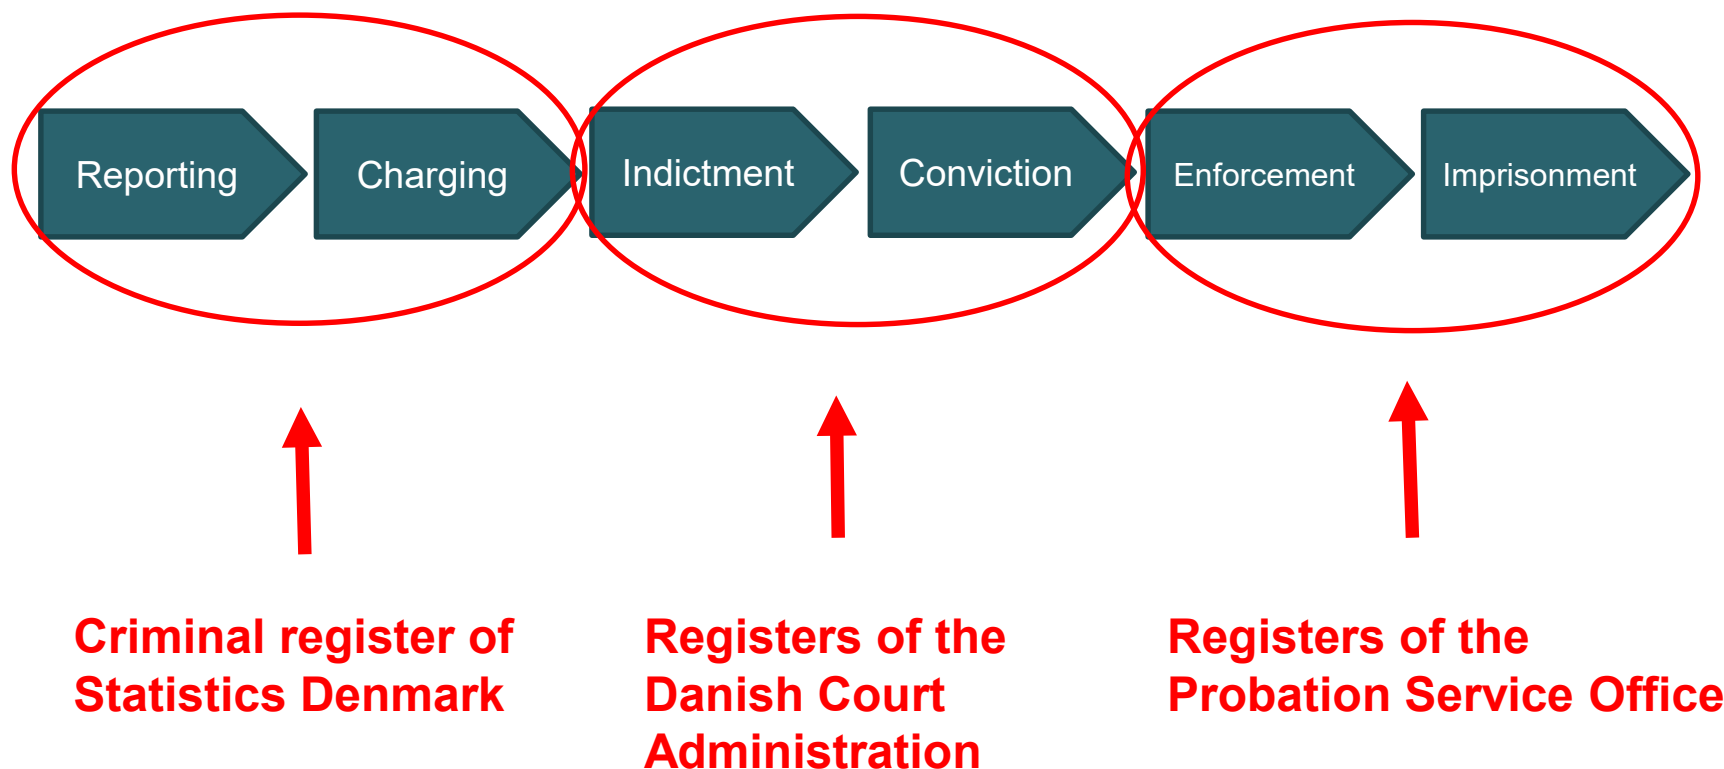 Reporting
Charging
Indictment
Conviction
Enforcement
Imprisonment
Criminal register of
Statistics Denmark
Registers of the
Danish Court
Administration
Registers of the
Probation Service Office